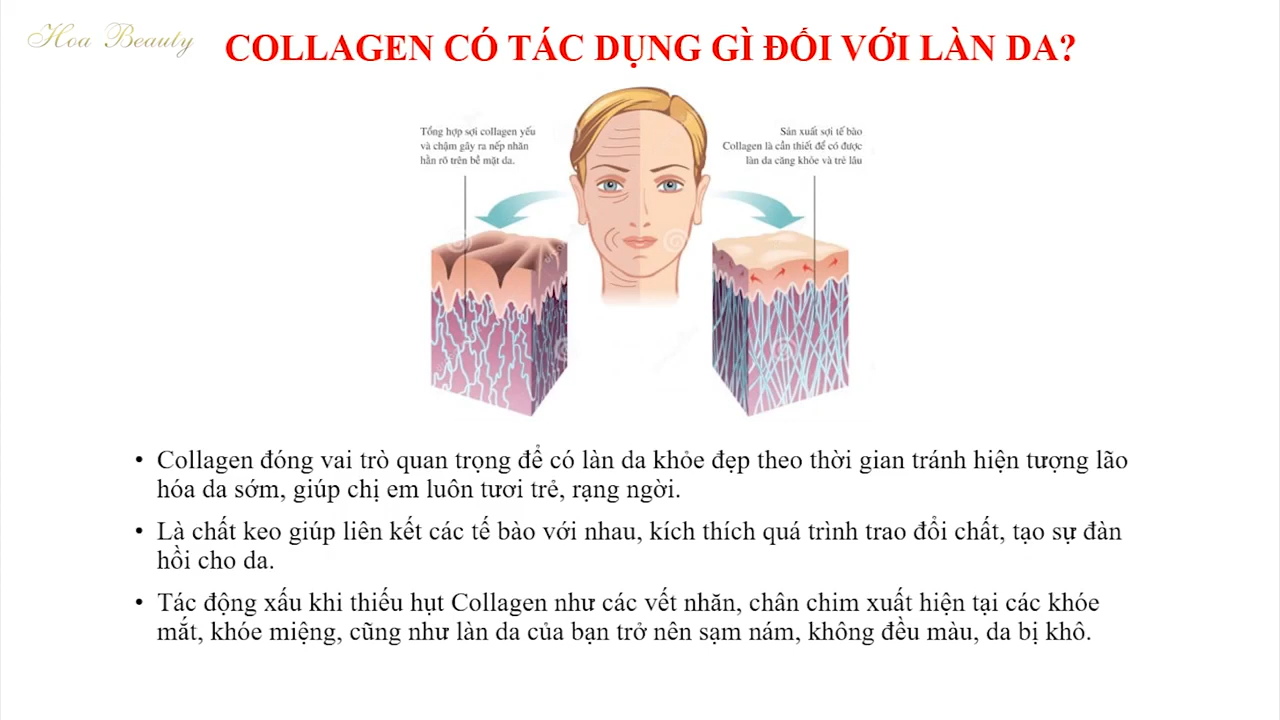 Hoa Beauty
COLLAGEN CÓ TÁC DỤNG GÌ ĐỐI VỚI LÀN DA?
Tổng hợp sợi collagen yếu
và chậm gây ra nếp nhăn
hằn rõ trên bề mặt da.
Sản xuất sợi tế bào
Collagen là cần thiết để có được
làn da căng khỏe và trẻ lâu
• Collagen đóng vai trò quan trọng để có làn da khỏe đẹp theo thời gian tránh hiện tượng lão
hóa da sớm, giúp chị em luôn tươi trẻ, rạng ngời.
• Là chất keo giúp liên kết các tế bào với nhau, kích thích quá trình trao đổi chất, tạo sự đàn
hồi cho da.
• Tác động xấu khi thiếu hụt Collagen như các vết nhăn, chân chim xuất hiện tại các khóe
mắt, khóe miệng, cũng như làn da của bạn trở nên sạm nám, không đều màu, da bị khô.